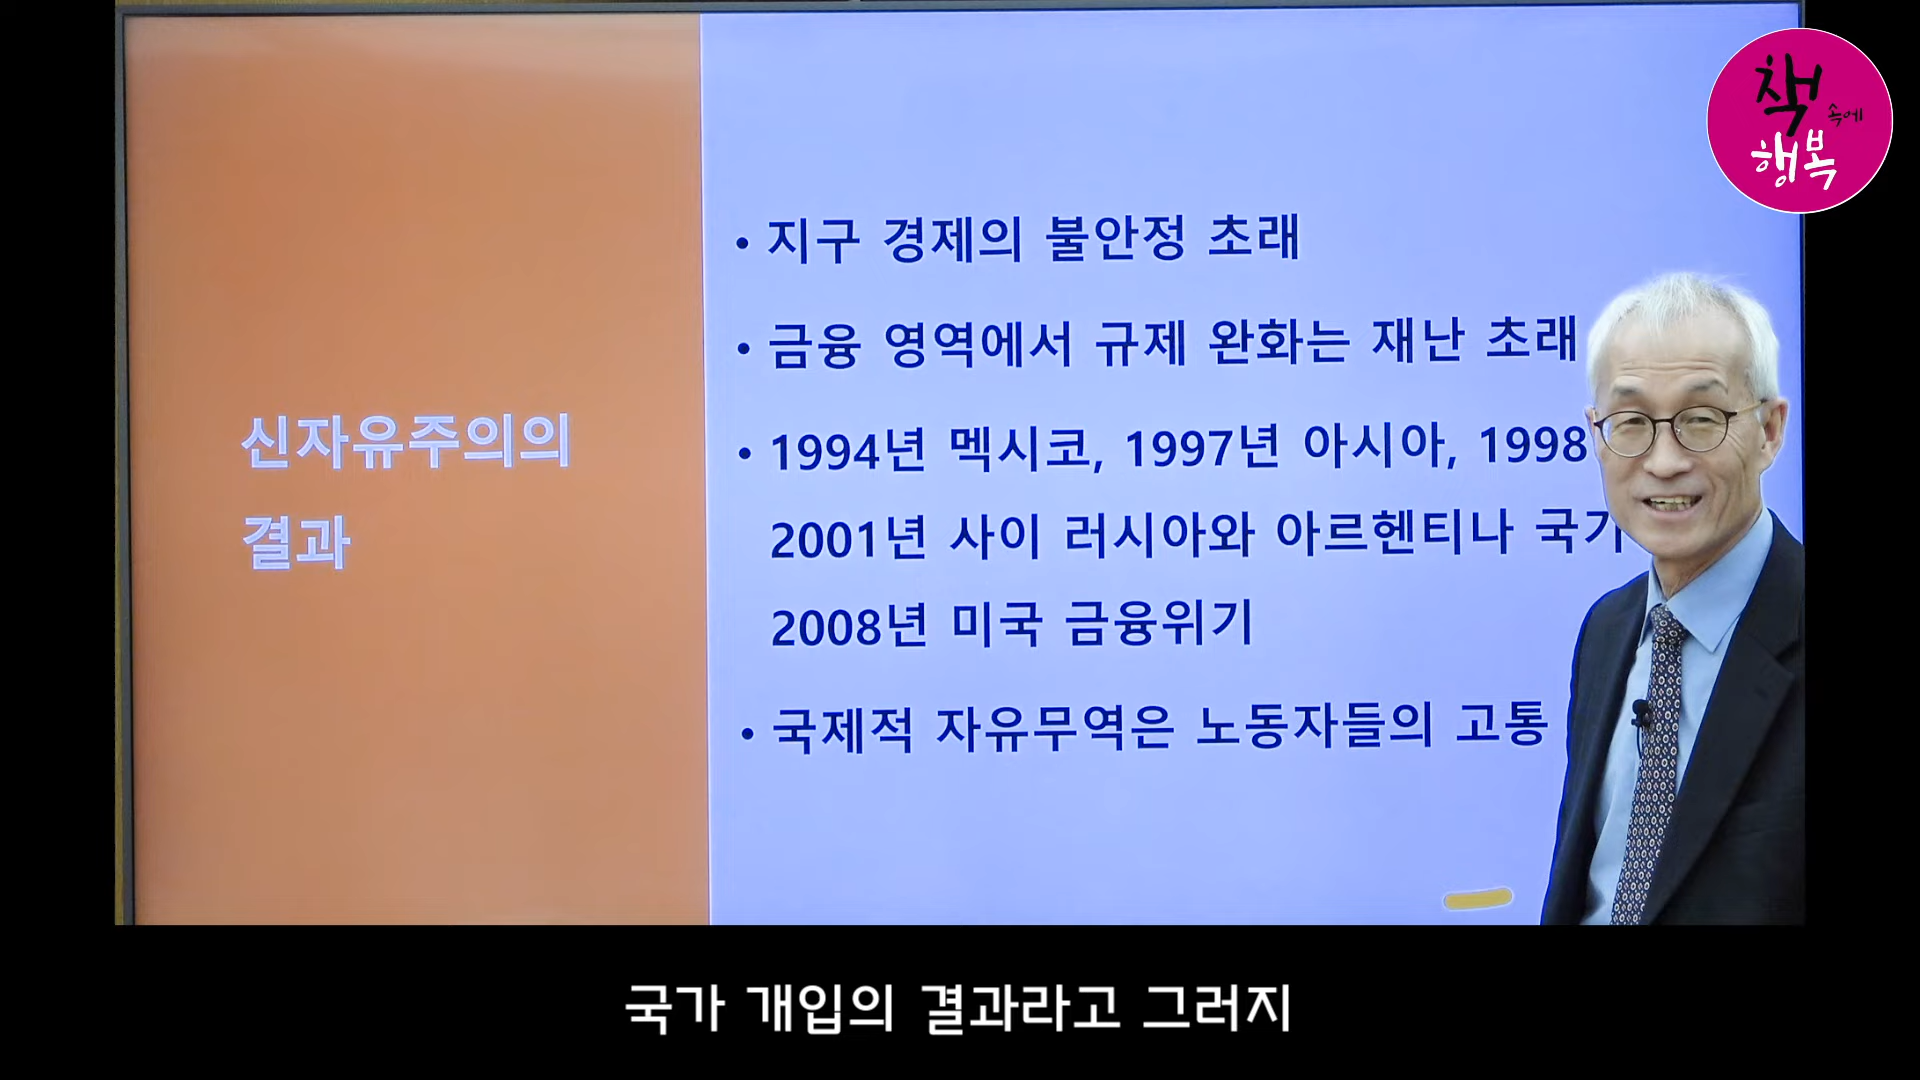 책속에
행복
신자유주의의
결과
• 지구 경제의 불안정 초래
• 금융 영역에서 규제 완화는 재난 초래
• 1994년 멕시코, 1997년 아시아, 1998
2001년 사이 러시아와 아르헨티나
2008년 미국 금융위기
• 국제적 자유무역은 노동자들의 고통
국가 개입의 결과라고 그러지